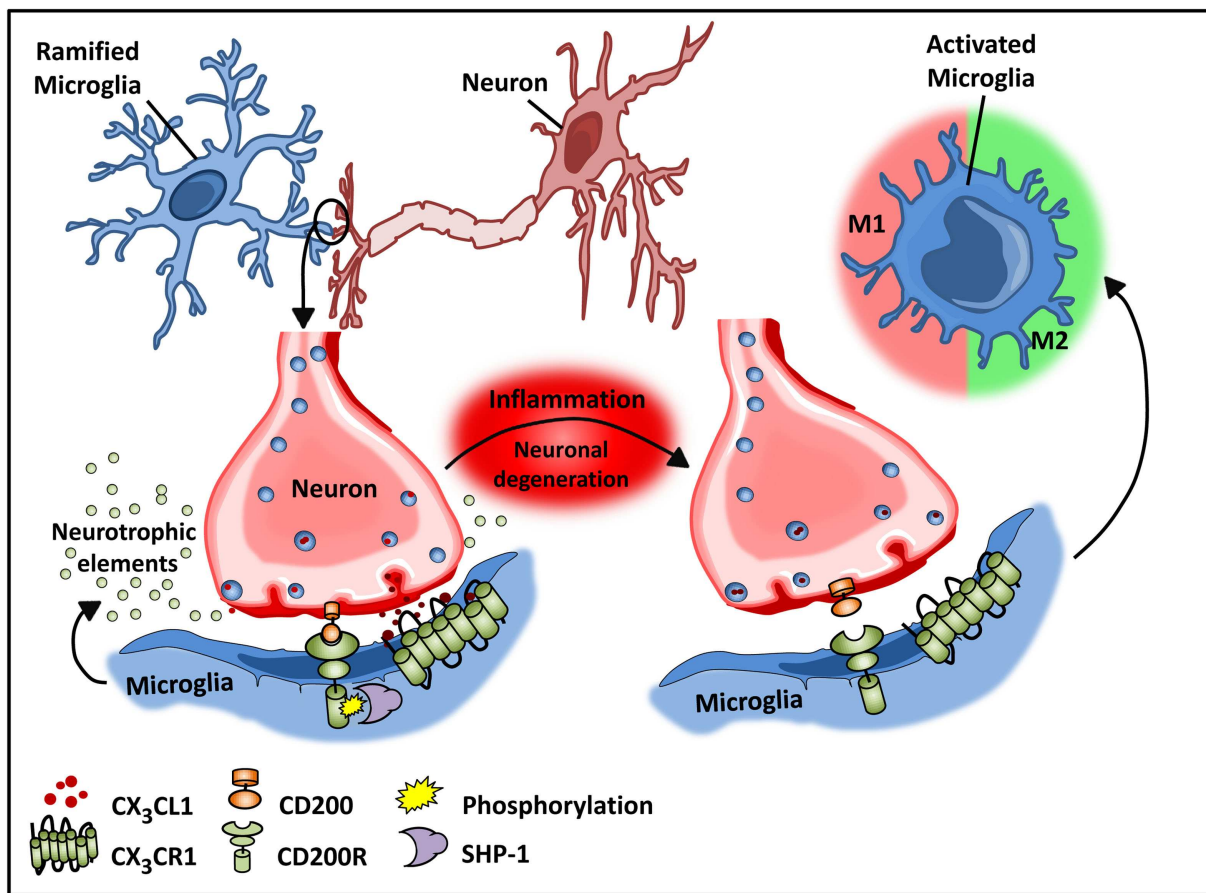 Ramified
Microglia
Neuron
Activated
Microglia
M1
M2
Inflammation
Neuronal
degeneration
Neuron
Neurotrophic
elements
Microglia
Microglia
CX₃CL1
CD200
Phosphorylation
CX₃CR1
CD200R
SHP-1